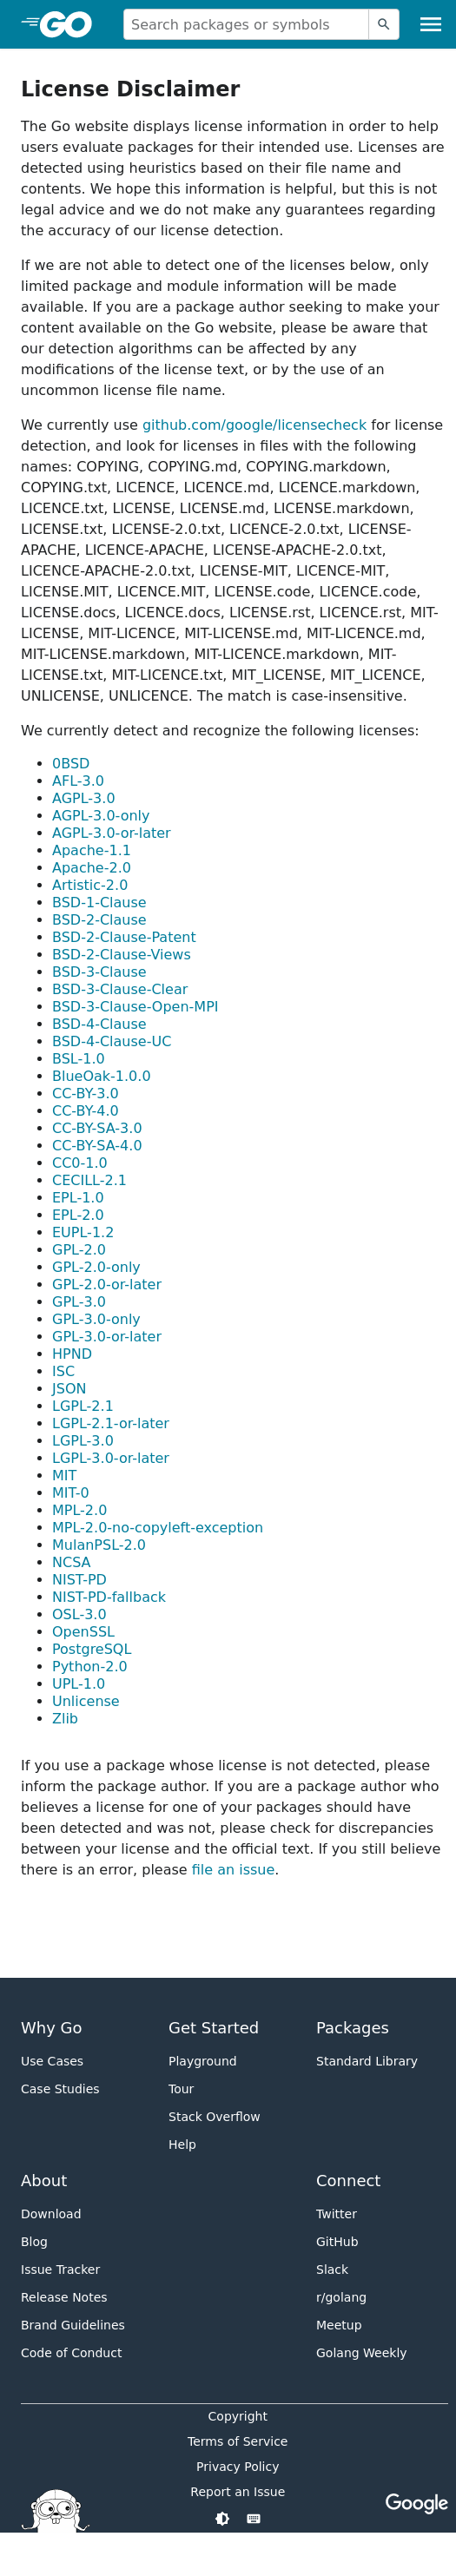 GO
Search packages or symbols
License Disclaimer
The Go website displays license information in order to help
users evaluate packages for their intended use. Licenses are
detected using heuristics based on their file name and
contents. We hope this information is helpful, but this is not
legal advice and we do not make any guarantees regarding
the accuracy of our license detection.
If we are not able to detect one of the licenses below, only
limited package and module information will be made
available. If you are a package author seeking to make your
content available on the Go website, please be aware that
our detection algorithms can be affected by any
modifications of the license text, or by the use of an
uncommon license file name.
We currently use github.com/google/licensecheck for license
detection, and look for licenses in files with the following
names: COPYING, COPYING.md, COPYING.markdown,
COPYING.txt, LICENCE, LICENCE.md, LICENCE.markdown,
LICENCE.txt, LICENSE, LICENSE.md, LICENSE.markdown,
LICENSE.txt, LICENSE-2.0.txt, LICENCE-2.0.txt, LICENSE-
APACHE, LICENCE-APACHE, LICENSE-APACHE-2.0.txt,
LICENCE-APACHE-2.0.txt, LICENSE-MIT, LICENCE-MIT,
LICENSE.MIT, LICENCE.MIT, LICENSE.code, LICENCE.code,
LICENSE.docs, LICENCE.docs, LICENSE.rst, LICENCE.rst, MIT-
LICENSE, MIT-LICENCE, MIT-LICENSE.md, MIT-LICENCE.md,
MIT-LICENSE.markdown, MIT-LICENCE.markdown, MIT-
LICENSE.txt, MIT-LICENCE.txt, MIT_LICENSE, MIT_LICENCE,
UNLICENSE, UNLICENCE. The match is case-insensitive.
We currently detect and recognize the following licenses:
• 0BSD
• AFL-3.0
• AGPL-3.0
• AGPL-3.0-only
• AGPL-3.0-or-later
• Apache-1.1
• Apache-2.0
• Artistic-2.0
• BSD-1-Clause
• BSD-2-Clause
• BSD-2-Clause-Patent
• BSD-2-Clause-Views
• BSD-3-Clause
• BSD-3-Clause-Clear
• BSD-3-Clause-Open-MPI
• BSD-4-Clause
• BSD-4-Clause-UC
• BSL-1.0
• BlueOak-1.0.0
• CC-BY-3.0
• CC-BY-4.0
• CC-BY-SA-3.0
• CC-BY-SA-4.0
• CC0-1.0
• CECILL-2.1
• EPL-1.0
• EPL-2.0
• EUPL-1.2
• GPL-2.0
• GPL-2.0-only
• GPL-2.0-or-later
• GPL-3.0
• GPL-3.0-only
• GPL-3.0-or-later
• HPND
• ISC
• JSON
• LGPL-2.1
• LGPL-2.1-or-later
• LGPL-3.0
• LGPL-3.0-or-later
• MIT
• MIT-0
• MPL-2.0
• MPL-2.0-no-copyleft-exception
• MulanPSL-2.0
• NCSA
• NIST-PD
• NIST-PD-fallback
• OSL-3.0
• OpenSSL
• PostgreSQL
• Python-2.0
• UPL-1.0
• Unlicense
• Zlib
If you use a package whose license is not detected, please
inform the package author. If you are a package author who
believes a license for one of your packages should have
been detected and was not, please check for discrepancies
between your license and the official text. If you still believe
there is an error, please file an issue.
Why Go
Use Cases
Case Studies
Get Started
Playground
Tour
Stack Overflow
Help
Packages
Standard Library
About
Download
Blog
Issue Tracker
Release Notes
Brand Guidelines
Code of Conduct
Connect
Twitter
GitHub
Slack
r/golang
Meetup
Golang Weekly
Copyright
Terms of Service
Privacy Policy
Report an Issue
Google